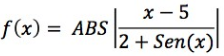 f(x) = ABS |(x − 5)/(2 + Sen(x))|